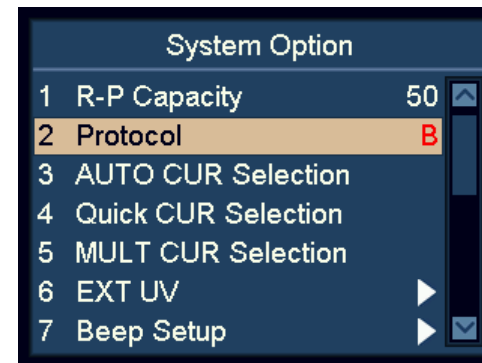 System Option
1 R-P Capacity 50
2 Protocol B
3 AUTO CUR Selection
4 Quick CUR Selection
5 MULT CUR Selection
6 EXT UV
7 Beep Setup